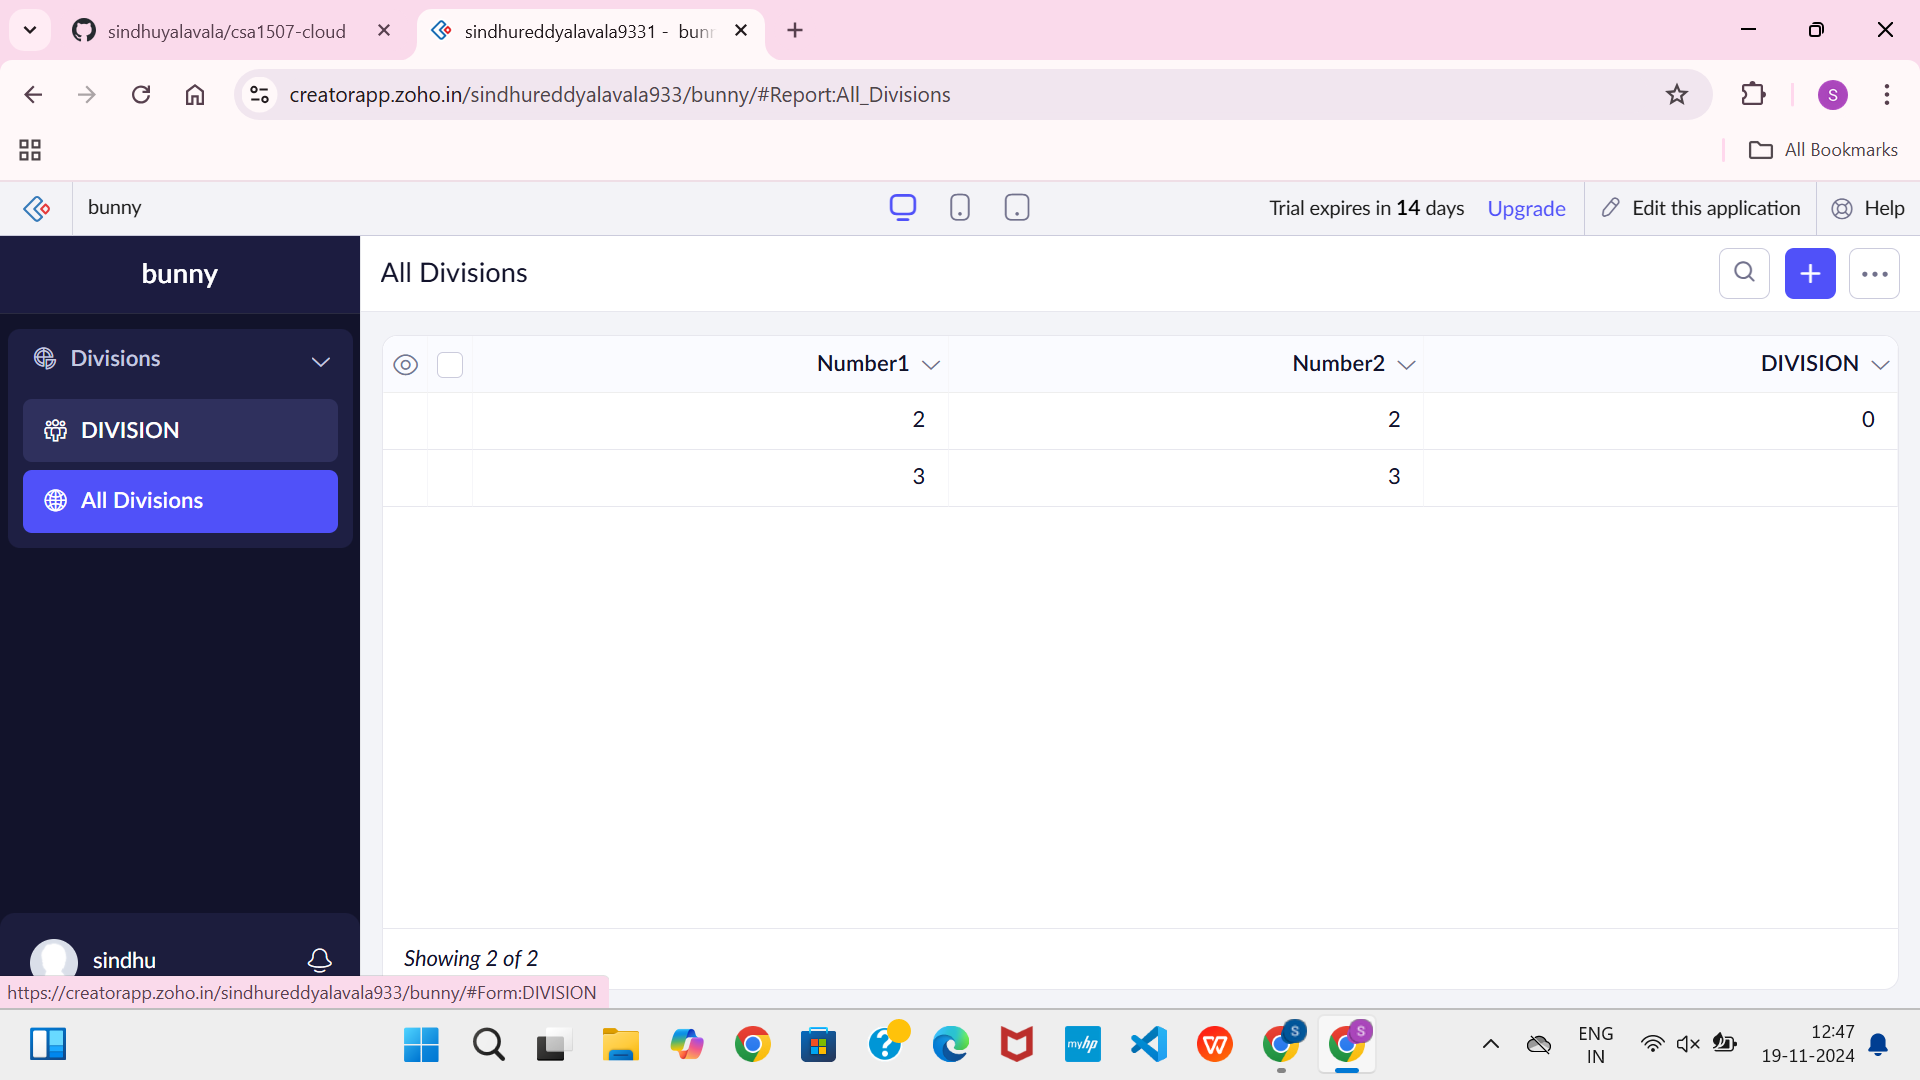 sindhuyalavala/csa1507-cloud
sindhureddyalavala9331 - bun
creatorapp.zoho.in/sindhureddyalavala933/bunny/#Report:All_Divisions
S
All Bookmarks
bunny
Trial expires in 14 days
Upgrade
Edit this application
Help
bunny
All Divisions
Divisions
DIVISION
All Divisions
Number1
Number2
DIVISION
2
2
0
3
3
Showing 2 of 2
sindhu
https://creatorapp.zoho.in/sindhureddyalavala933/bunny/#Form:DIVISION
myhp
S
S
ENG
IN
12:47
19-11-2024